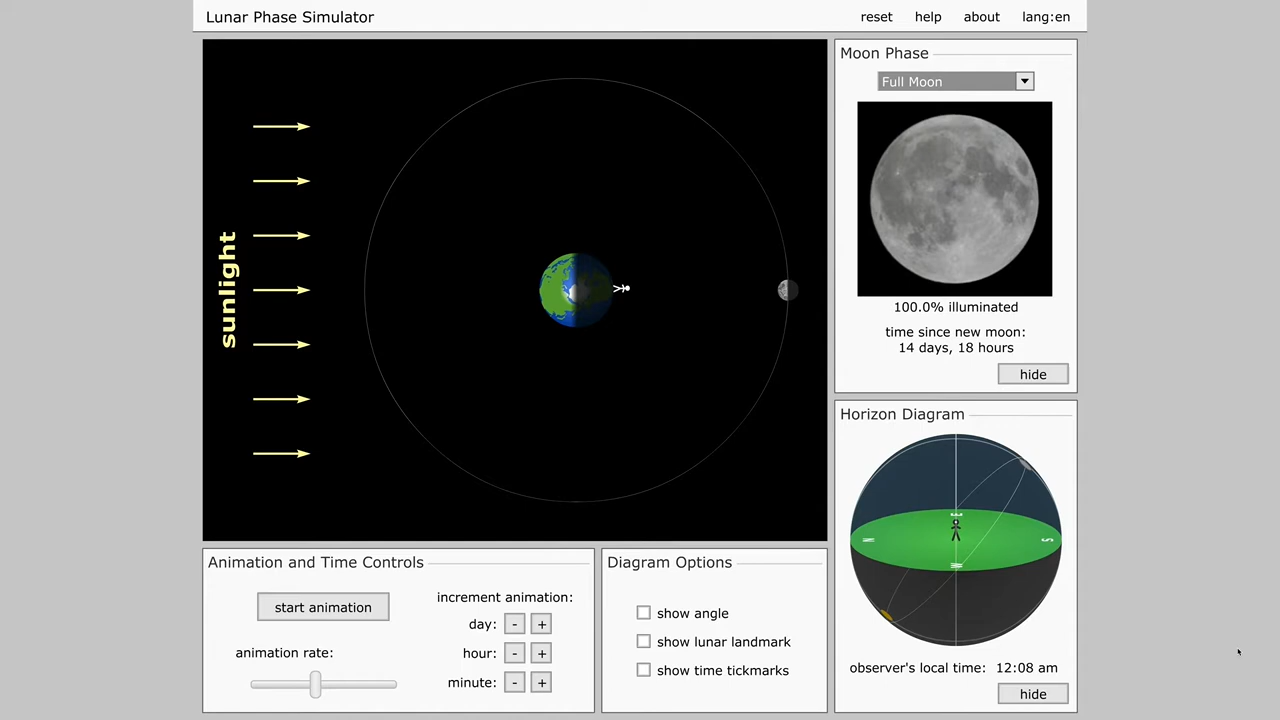 Lunar Phase Simulator
reset help about lang:en
sunlight
Moon Phase
Full Moon
100.0% illuminated
time since new moon:
14 days, 18 hours
hide
Horizon Diagram
E
N
S
W
observer's local time: 12:08 am
hide
Animation and Time Controls
start animation
animation rate:
increment animation:
day: - +
hour: - +
minute: - +
Diagram Options
show angle
show lunar landmark
show time tickmarks